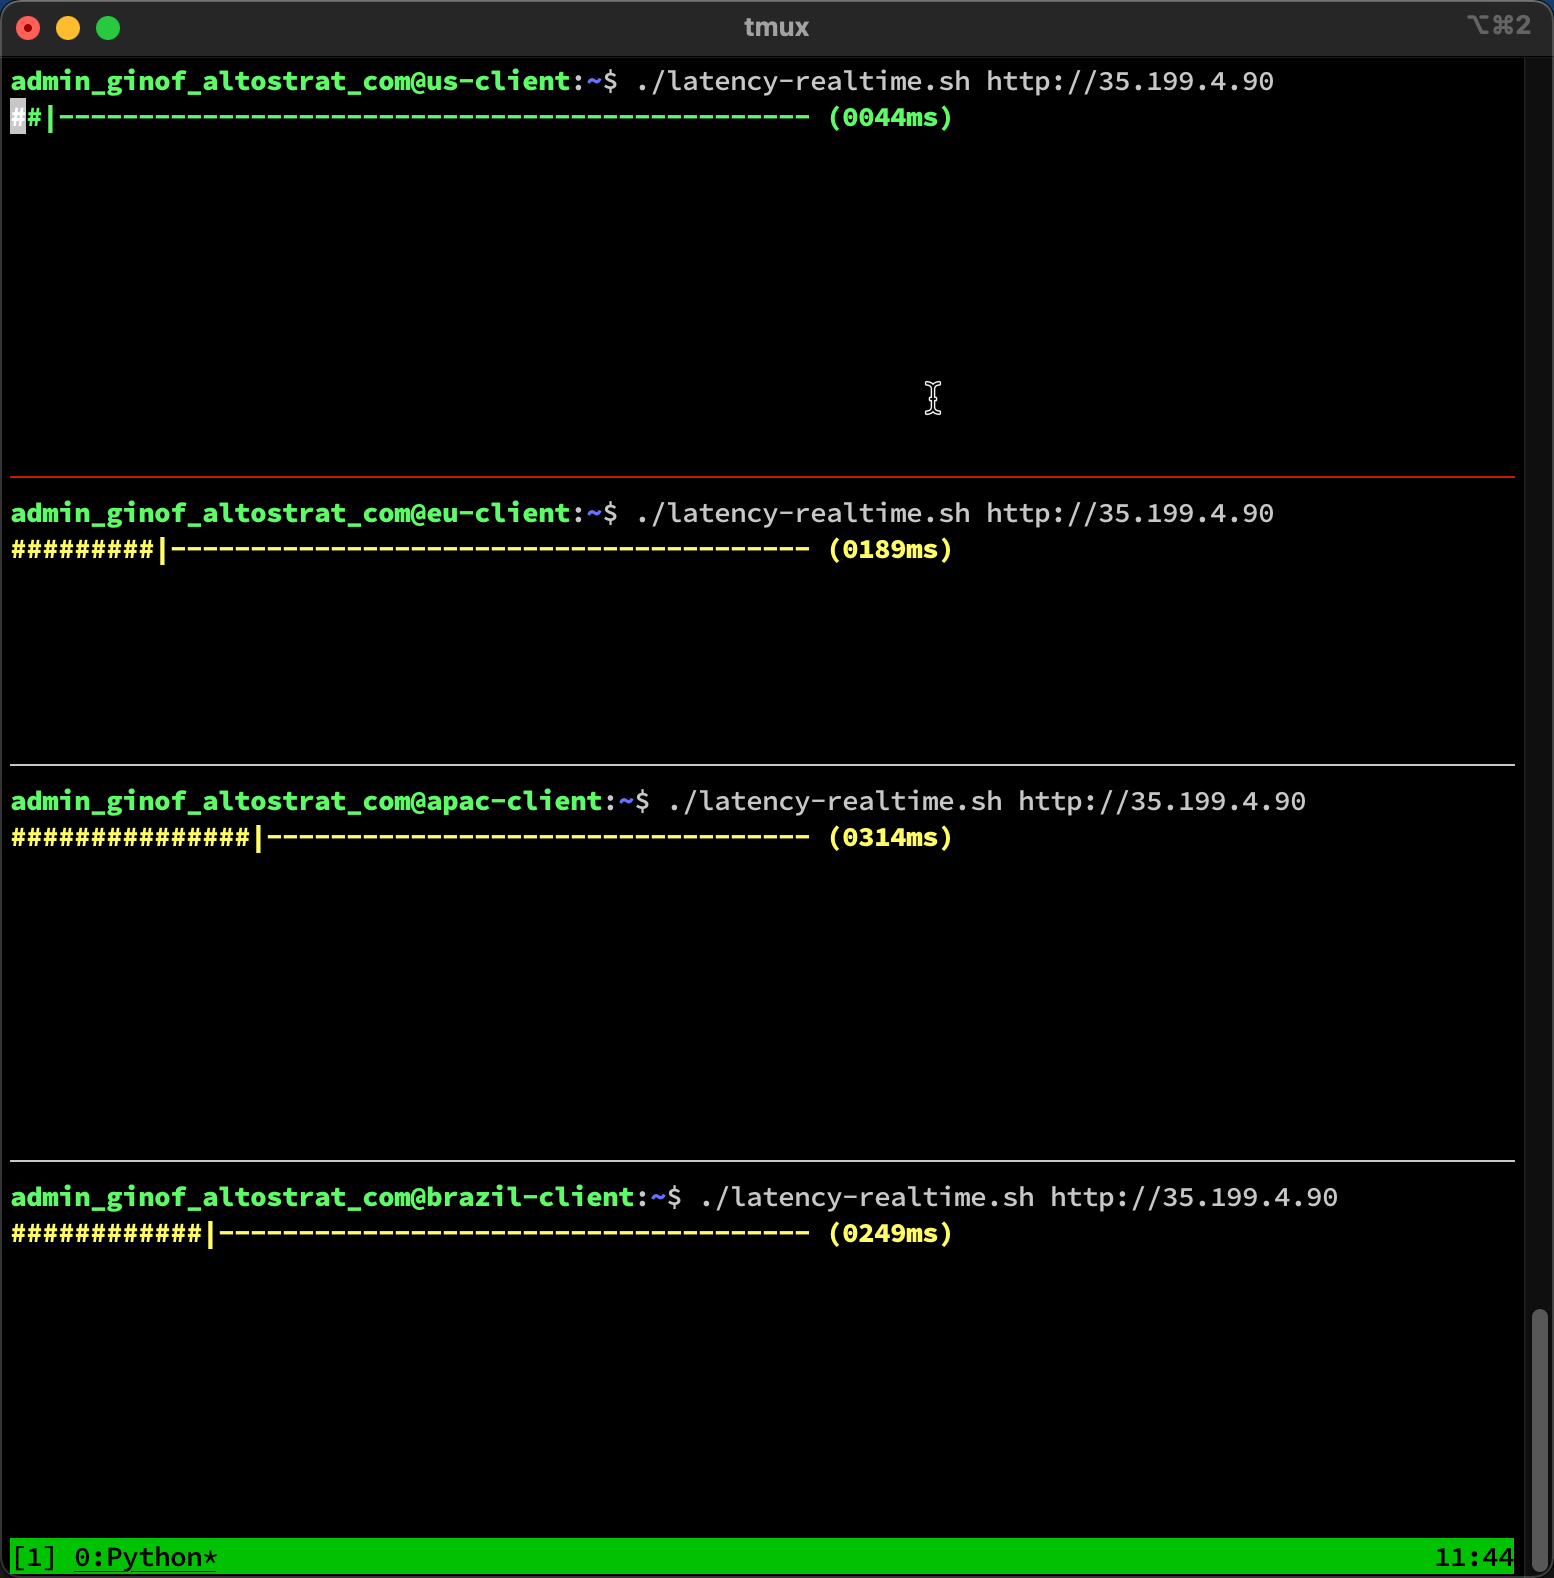 tmux
⌥⌘2
admin_ginof_altostrat_com@us-client:~$ ./latency-realtime.sh http://35.199.4.90
##|----------------------------------------------- (0044ms)
admin_ginof_altostrat_com@eu-client:~$ ./latency-realtime.sh http://35.199.4.90
#########|---------------------------------------- (0189ms)
admin_ginof_altostrat_com@apac-client:~$ ./latency-realtime.sh http://35.199.4.90
###############|---------------------------------- (0314ms)
admin_ginof_altostrat_com@brazil-client:~$ ./latency-realtime.sh http://35.199.4.90
############|------------------------------------- (0249ms)
[1] 0:Python* 11:44